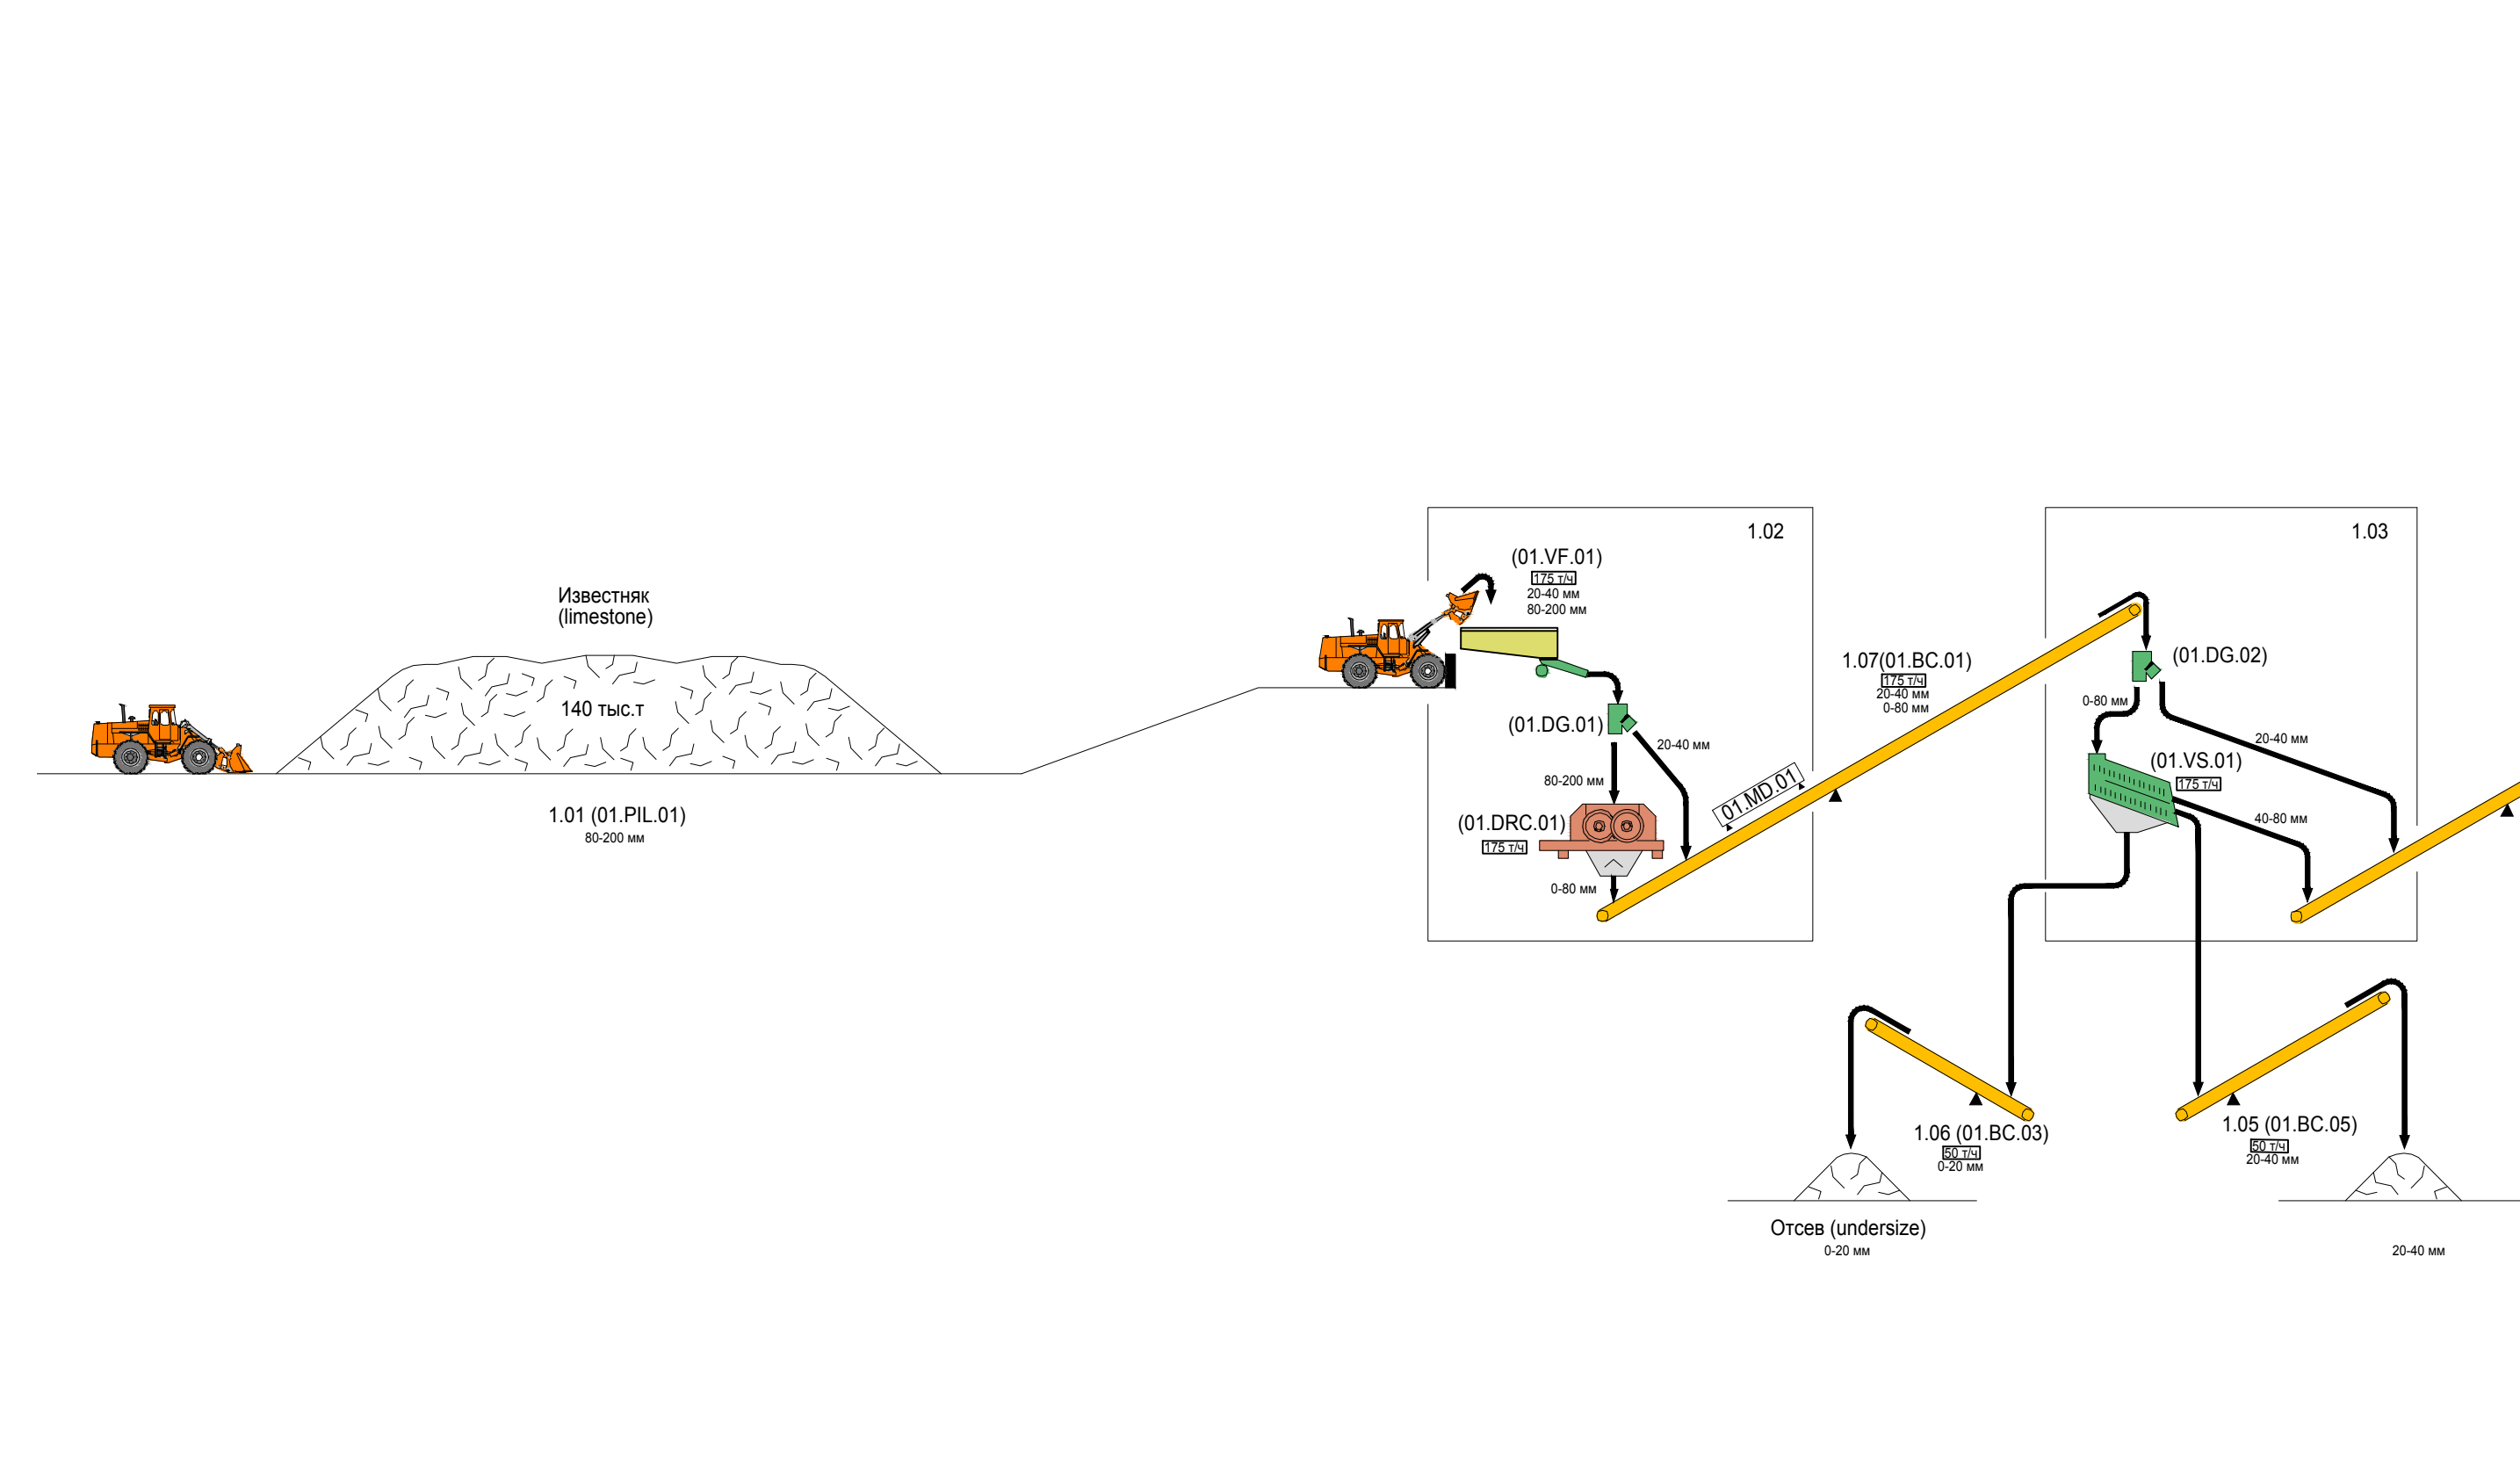 Известняк
(limestone)
140 тыс.т
1.01 (01.PIL.01)
80-200 мм
1.02
(01.VF.01)
175 т/ч
20-40 мм
80-200 мм
(01.DG.01)
20-40 мм
80-200 мм
(01.DRC.01)
175 т/ч
0-80 мм
01.MD.01
1.07(01.BC.01)
175 т/ч
20-40 мм
0-80 мм
1.03
(01.DG.02)
0-80 мм
20-40 мм
(01.VS.01)
175 т/ч
40-80 мм
1.06 (01.BC.03)
50 т/ч
0-20 мм
1.05 (01.BC.05)
50 т/ч
20-40 мм
Отсев (undersize)
0-20 мм
20-40 мм